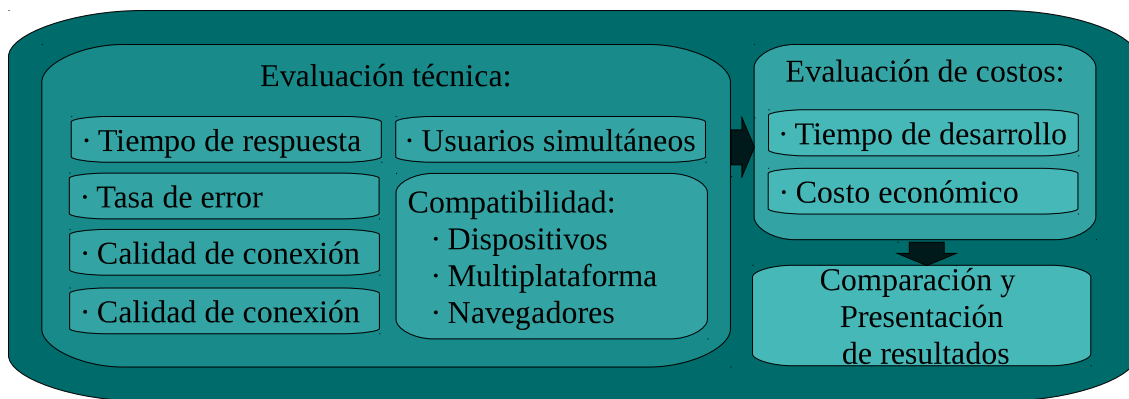 Evaluación técnica:
· Tiempo de respuesta
· Tasa de error
· Calidad de conexión
· Calidad de conexión
· Usuarios simultáneos
Compatibilidad:
· Dispositivos
· Multiplataforma
· Navegadores
Evaluación de costos:
· Tiempo de desarrollo
· Costo económico
Comparación y
Presentación
de resultados